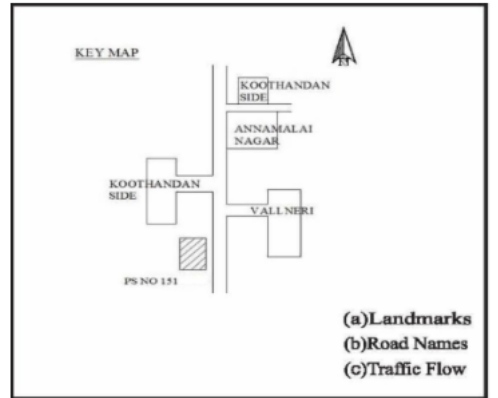 KEY MAP
KOOTHANDAN
SIDE
ANNAMALAI
NAGAR
KOOTHANDAN
SIDE
VALLNERI
PS NO 151
(a)Landmarks
(b)Road Names
(c)Traffic Flow